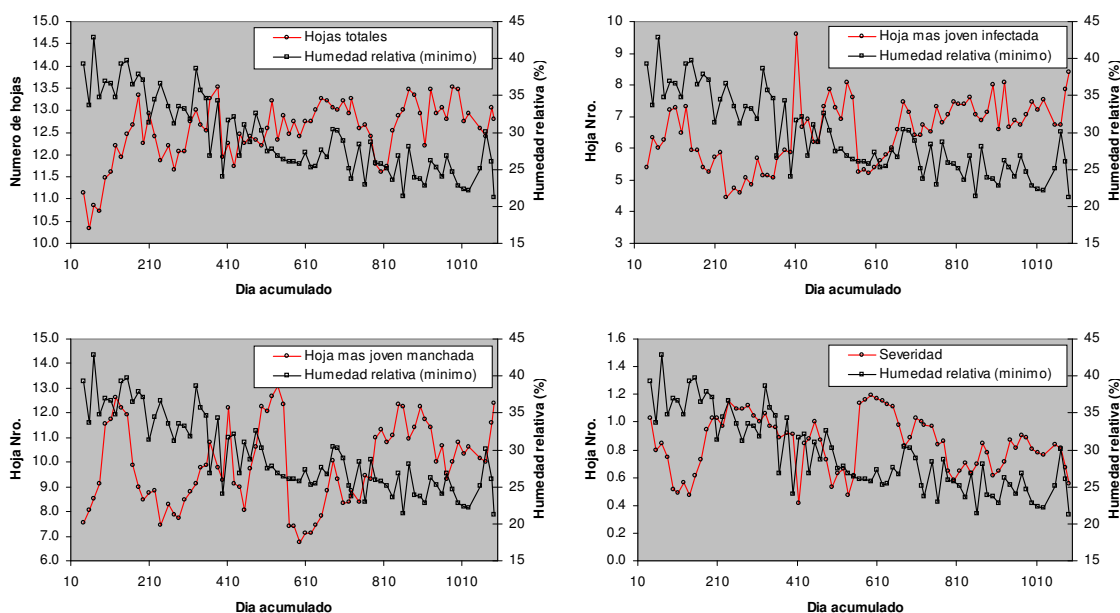 Hojas totales
Humedad relativa (minimo)
Numero de hojas
15.0
14.5
14.0
13.5
13.0
12.5
12.0
11.5
11.0
10.5
10.0
45
40
35
30
25
20
15
Humedad relativa (%)
10 210 410 610 810 1010
Dia acumulado
Hoja mas joven infectada
Humedad relativa (minimo)
Hoja Nro.
10
9
8
7
6
5
4
3
45
40
35
30
25
20
15
Humedad relativa (%)
10 210 410 610 810 1010
Dia acumulado
Hoja mas joven manchada
Humedad relativa (minimo)
Hoja Nro.
15.0
14.0
13.0
12.0
11.0
10.0
9.0
8.0
7.0
6.0
45
40
35
30
25
20
15
Humedad relativa (%)
10 210 410 610 810 1010
Dia acumulado
Severidad
Humedad relativa (minimo)
Hoja Nro.
1.6
1.4
1.2
1.0
0.8
0.6
0.4
0.2
0.0
45
40
35
30
25
20
15
Humedad relativa (%)
10 210 410 610 810 1010
Dia acumulado